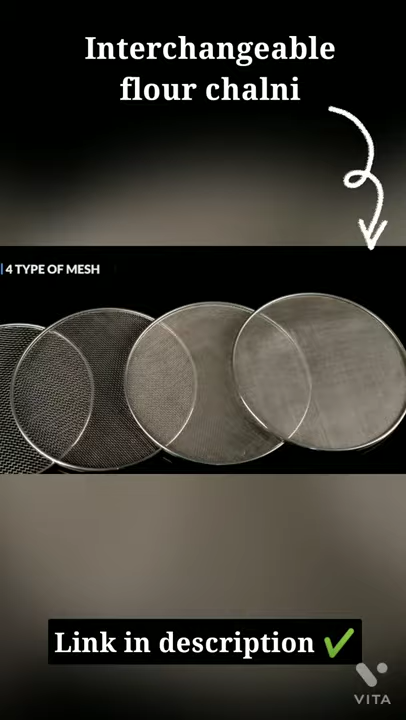 Interchangeable
flour chalni
4 TYPE OF MESH
Link in description ✔
VITA